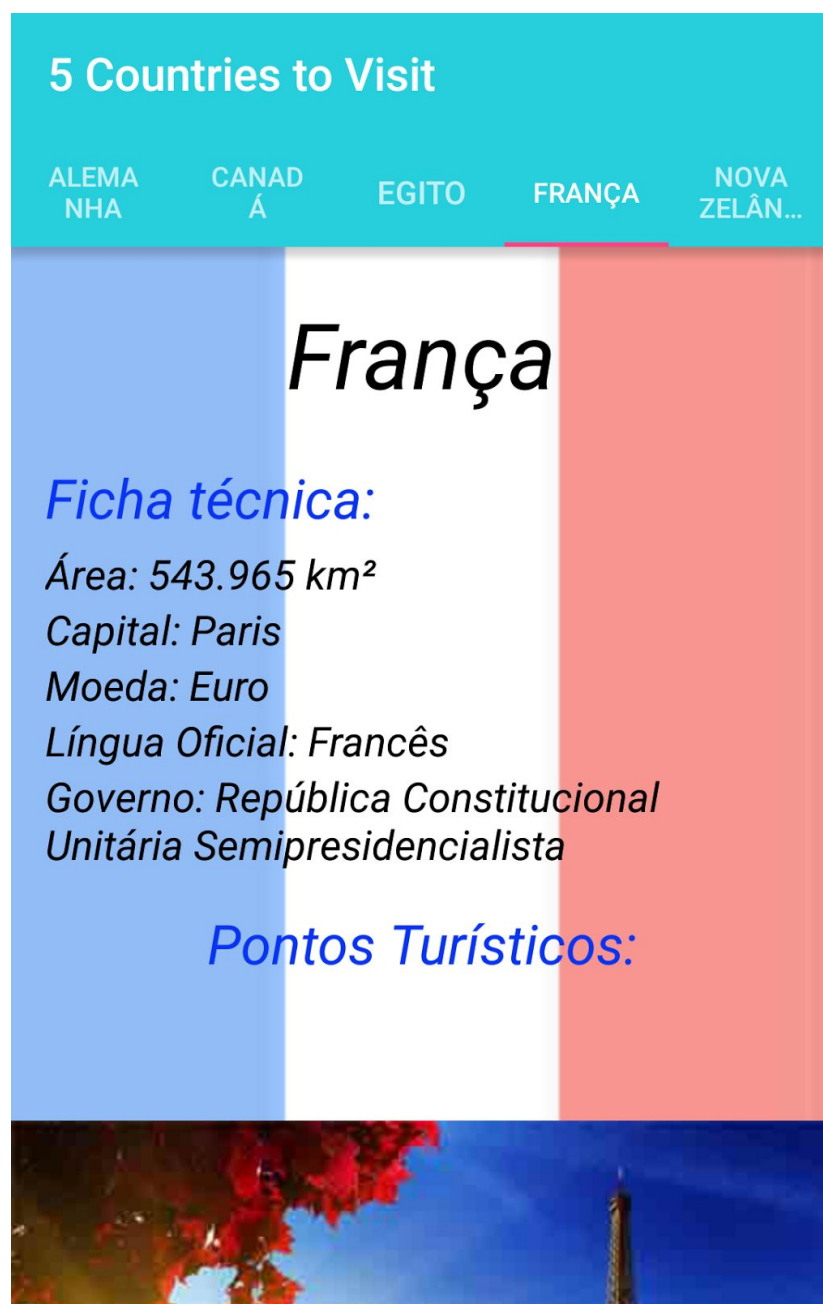 5 Countries to Visit
ALEMA
NHA
CANAD
Á
EGITO
FRANÇA
NOVA
ZELÂN...
França
Ficha técnica:
Área: 543.965 km²
Capital: Paris
Moeda: Euro
Língua Oficial: Francês
Governo: República Constitucional
Unitária Semipresidencialista
Pontos Turísticos: